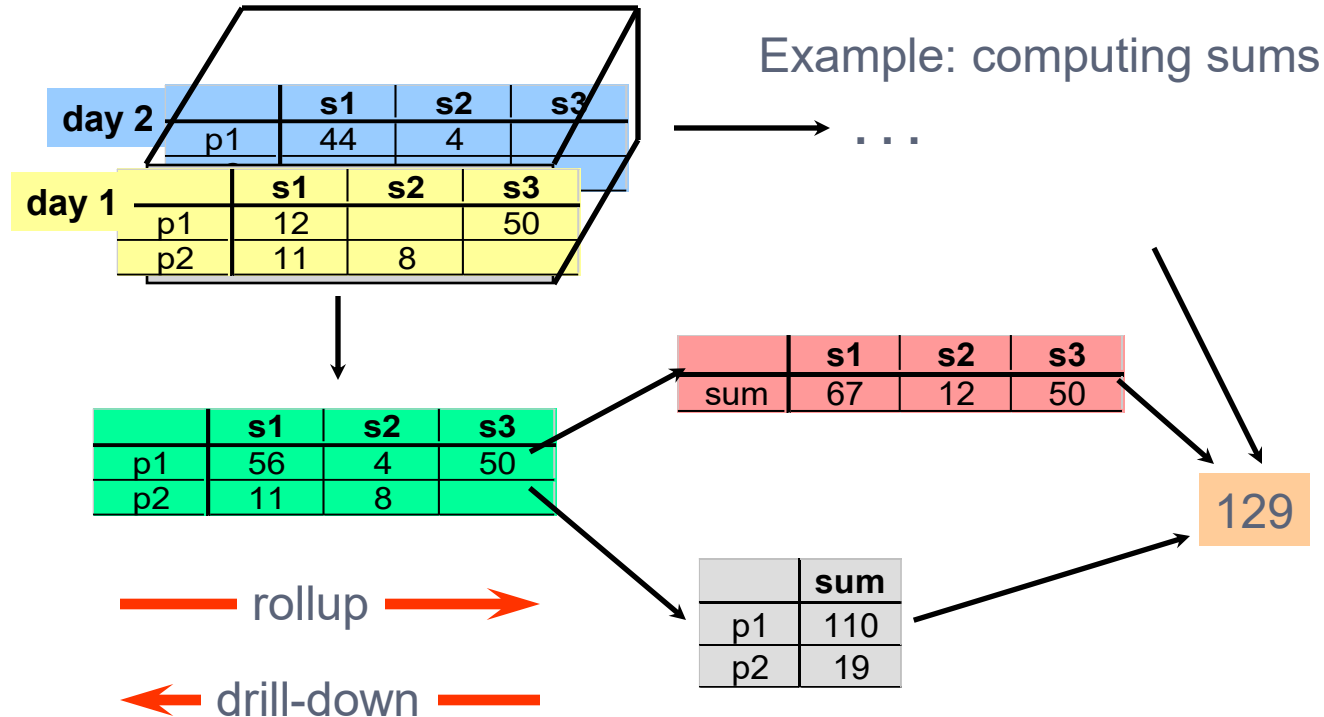 Example: computing sums
day 2
s1 s2 s3
p1 44 4
. . .
day 1
s1 s2 s3
p1 12 50
p2 11 8
s1 s2 s3
sum 67 12 50
s1 s2 s3
p1 56 4 50
p2 11 8
129
sum
p1 110
p2 19
rollup
drill-down